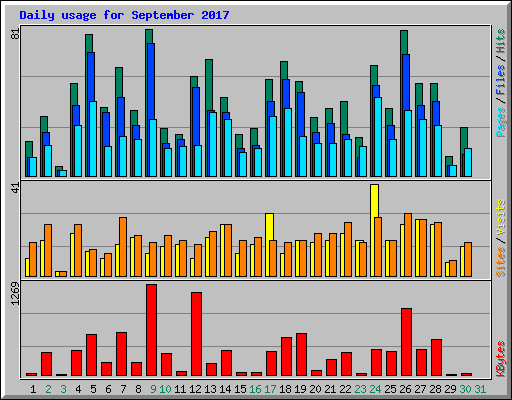 Daily usage for September 2017
81
Pages / Files / Hits
41
Sites / Visits
1269
KBytes
1 2 3 4 5 6 7 8 9 10 11 12 13 14 15 16 17 18 19 20 21 22 23 24 25 26 27 28 29 30 31